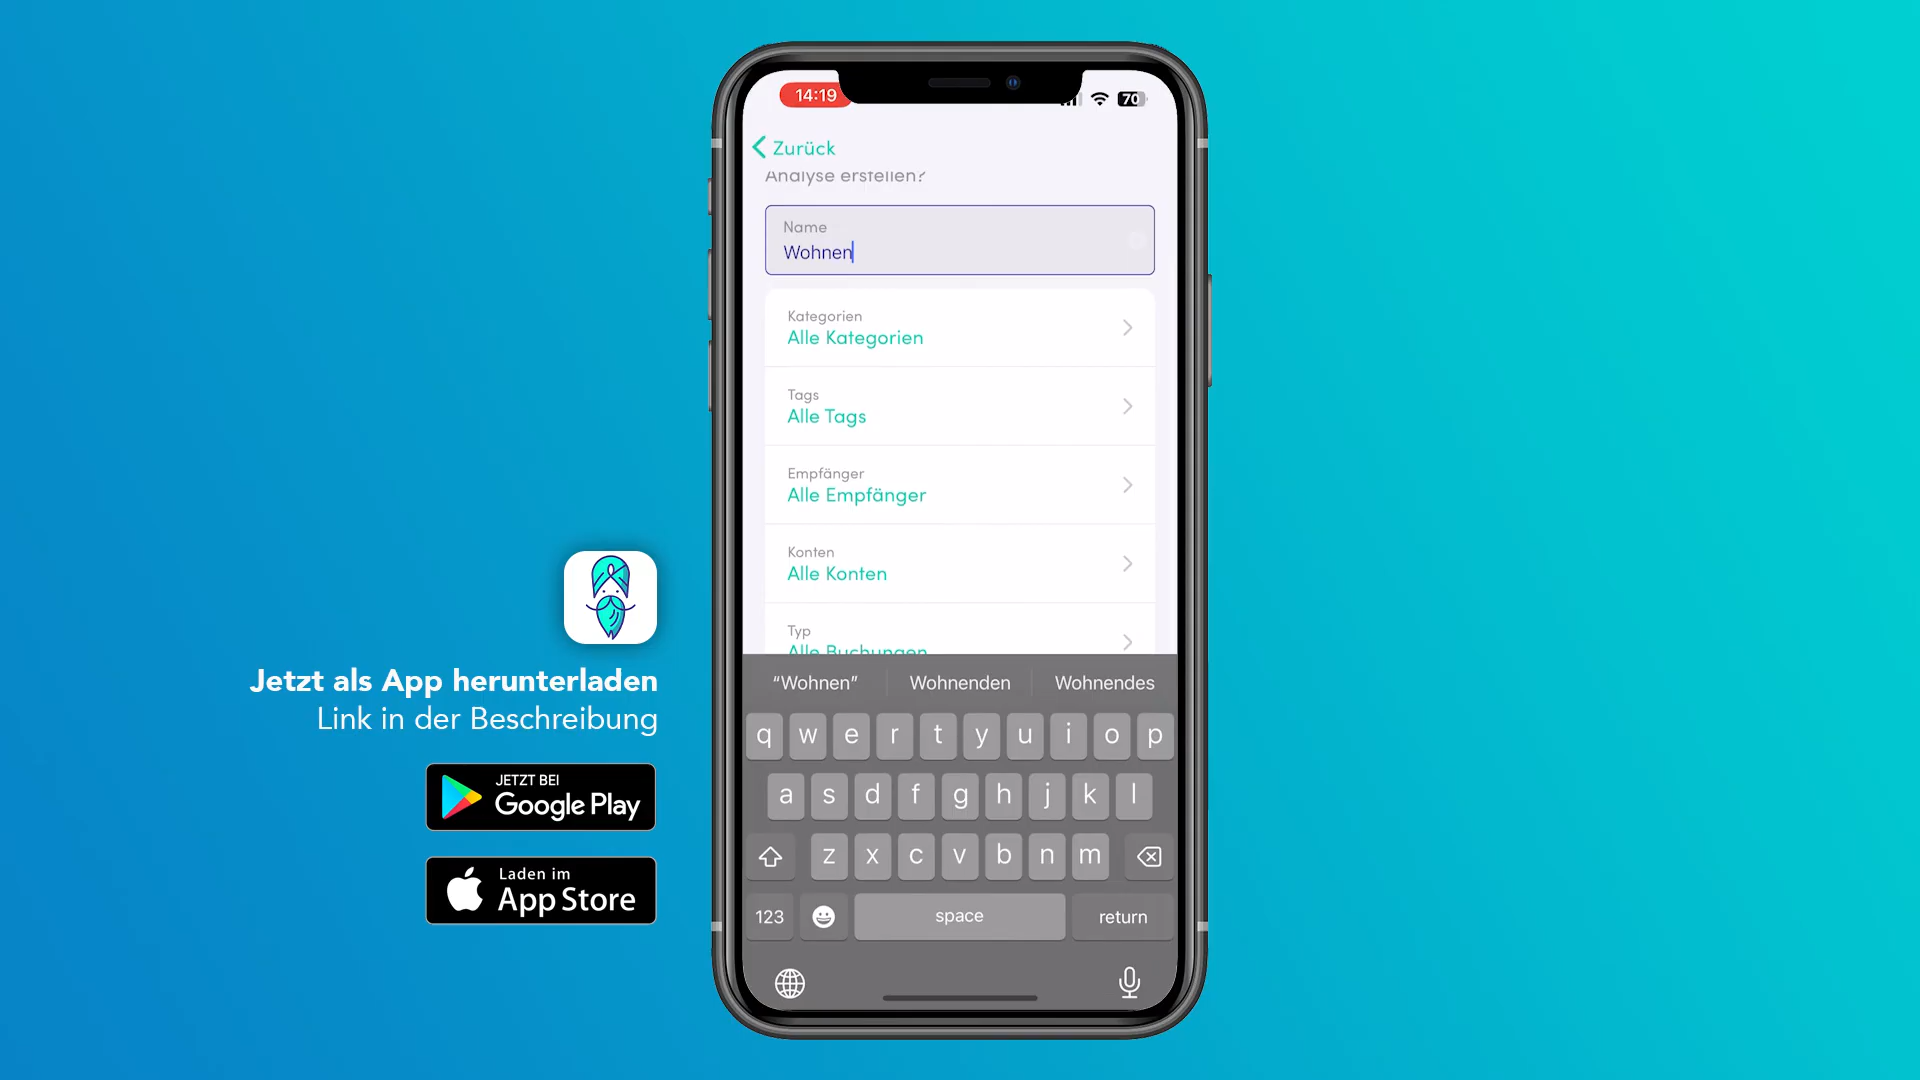 14:19
70
Zurück
Analyse erstellen?
Name
Wohnen
Kategorien
Alle Kategorien
Tags
Alle Tags
Empfänger
Alle Empfänger
Konten
Alle Konten
Typ
Alle Buchungen
“Wohnen” Wohnenden Wohnendes
q w e r t y u i o p
a s d f g h j k l
z x c v b n m
123 space return
Jetzt als App herunterladen
Link in der Beschreibung
JETZT BEI
Google Play
Laden im
App Store